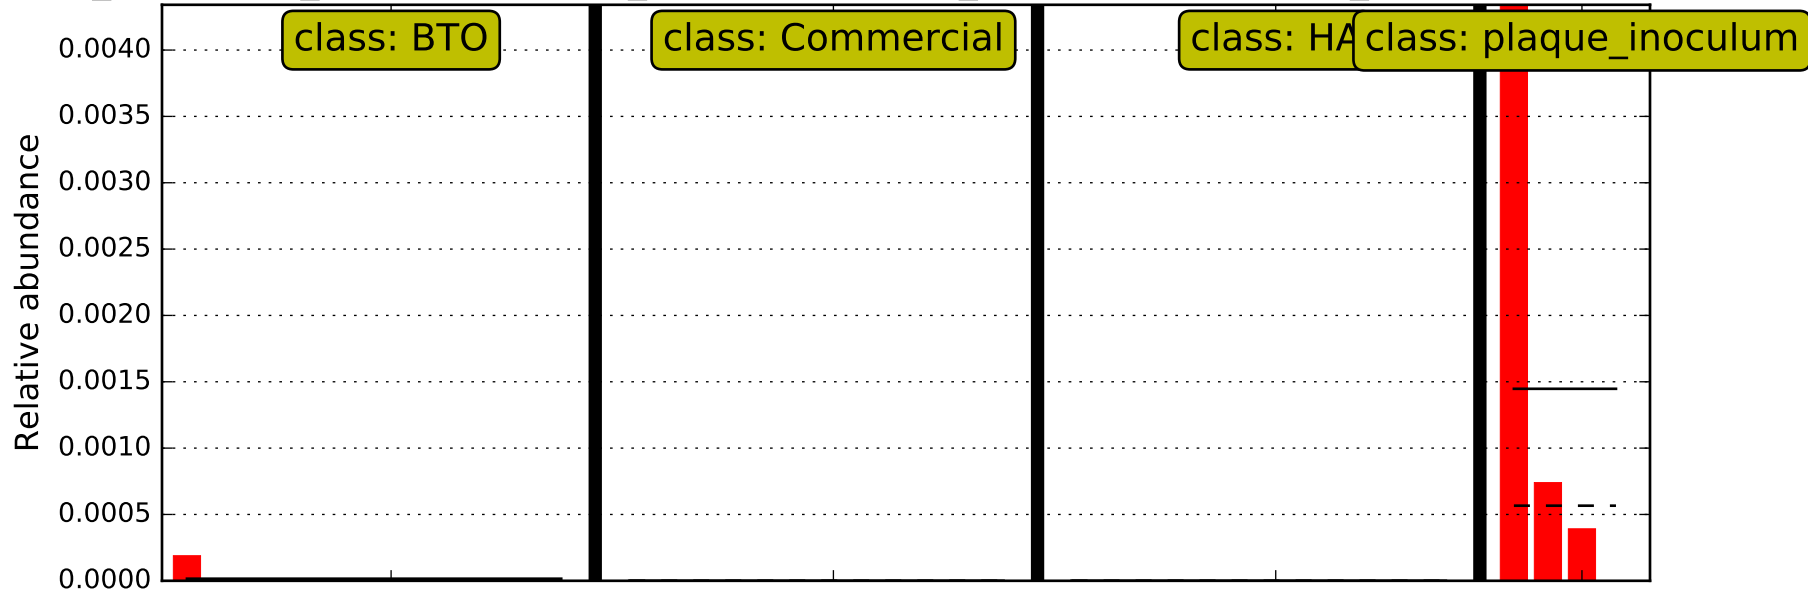 class: BTO
class: Commercial
class: HA
class: plaque_inoculum
0.0040
0.0035
0.0030
0.0025
0.0020
0.0015
0.0010
0.0005
0.0000
Relative abundance